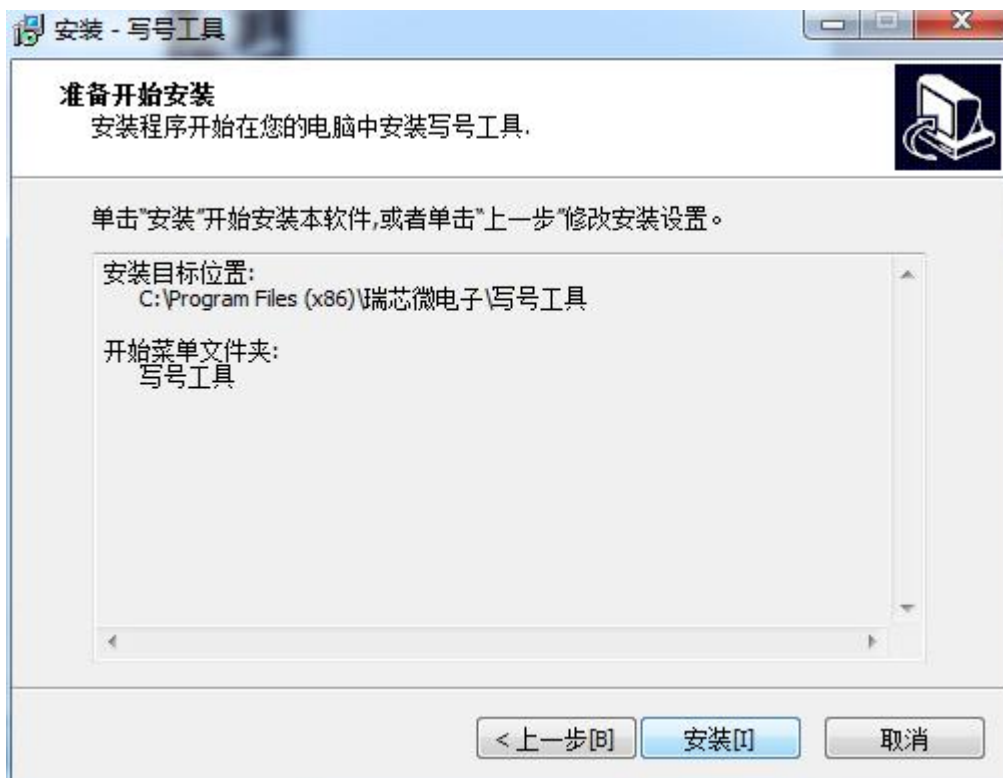 安装 - 写号工具
准备开始安装
安装程序开始在您的电脑中安装写号工具.
单击"安装"开始安装本软件,或者单击"上一步"修改安装设置。
安装目标位置:
C:\Program Files (x86)\瑞芯微电子\写号工具
开始菜单文件夹:
写号工具
<上一步[B]
安装[I]
取消